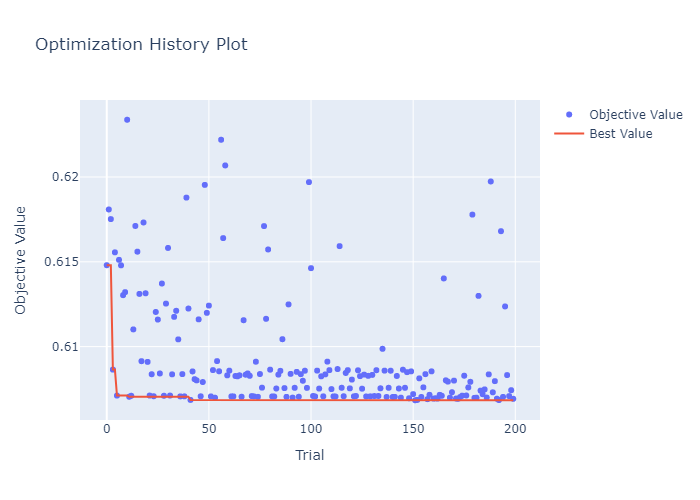 Optimization History Plot
Objective Value
Best Value
0.62
0.615
0.61
Objective Value
0
50
100
150
200
Trial